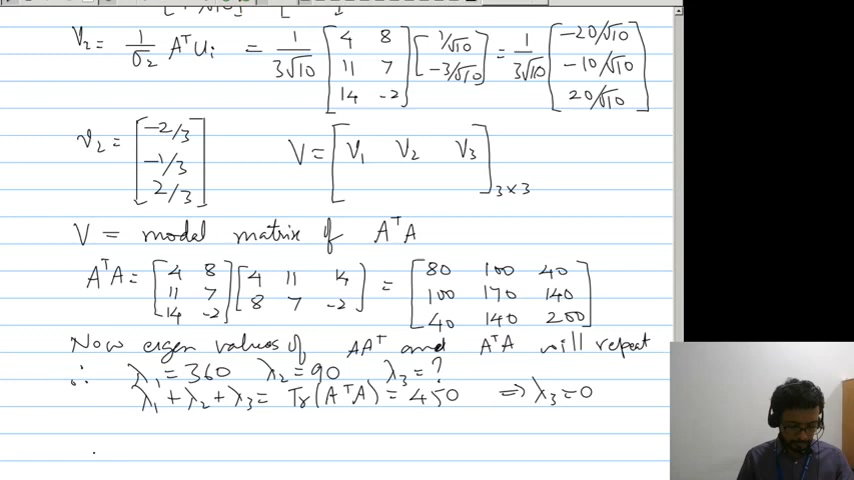 V₂ = 1/σ₂ AᵀUᵢ = 1/3√10 [4 8; 11 7; 14 -2] [1/√10; -3/√10] = 1/3√10 [-20/√10; -10/√10; 20/√10]
V₂ = [-2/3; -1/3; 2/3] V = [V₁ V₂ V₃]₃ₓ₃
V = modal matrix of AᵀA
AᵀA = [4 8; 11 7; 14 -2] [4 11 14; 8 7 -2] = [80 100 40; 100 170 140; 40 140 200]
Now eigen values of AAᵀ and AᵀA will repeat
∴ λ₁ = 360 λ₂ = 90 λ₃ = ?
λ₁ + λ₂ + λ₃ = Tr(AᵀA) = 450 ⇒ λ₃ = 0